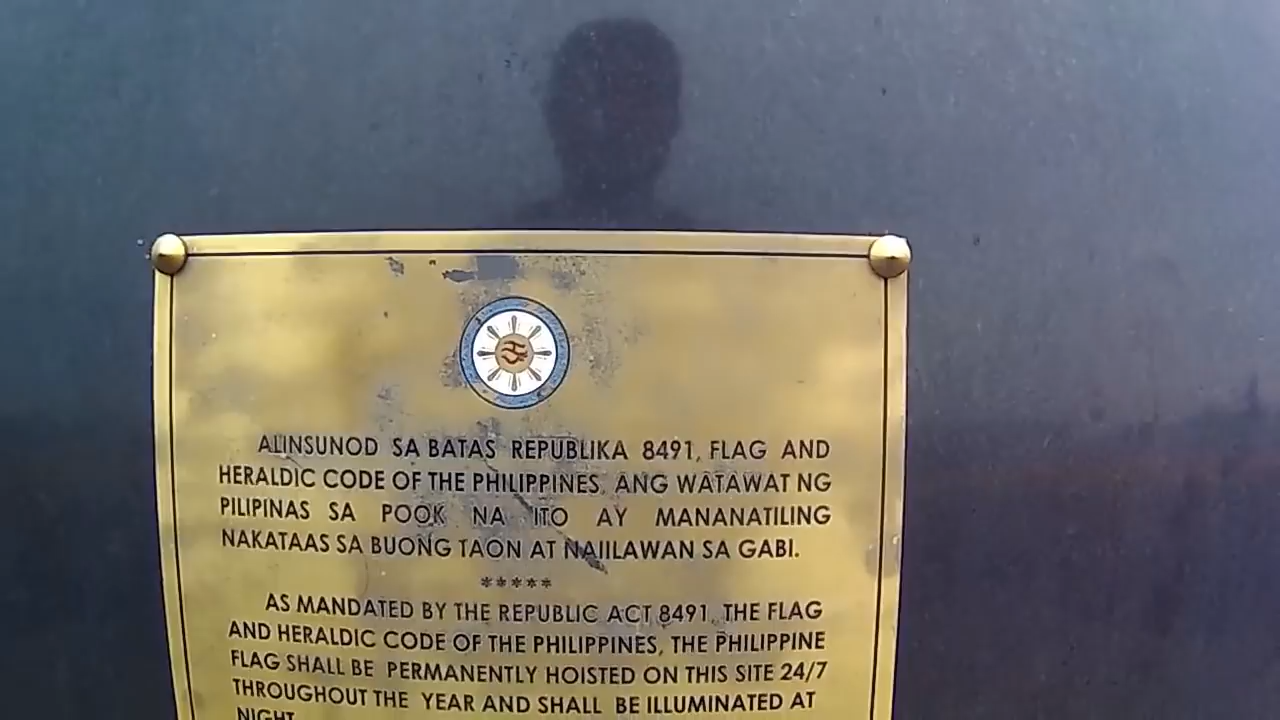 ALINSUNOD SA BATAS REPUBLIKA 8491, FLAG AND
HERALDIC CODE OF THE PHILIPPINES, ANG WATAWAT NG
PILIPINAS SA POOK NA ITO AY MANANATILING
NAKATAAS SA BUONG TAON AT NAIILAWAN SA GABI.
*****
AS MANDATED BY THE REPUBLIC ACT 8491, THE FLAG
AND HERALDIC CODE OF THE PHILIPPINES, THE PHILIPPINE
FLAG SHALL BE PERMANENTLY HOISTED ON THIS SITE 24/7
THROUGHOUT THE YEAR AND SHALL BE ILLUMINATED AT
NIGHT